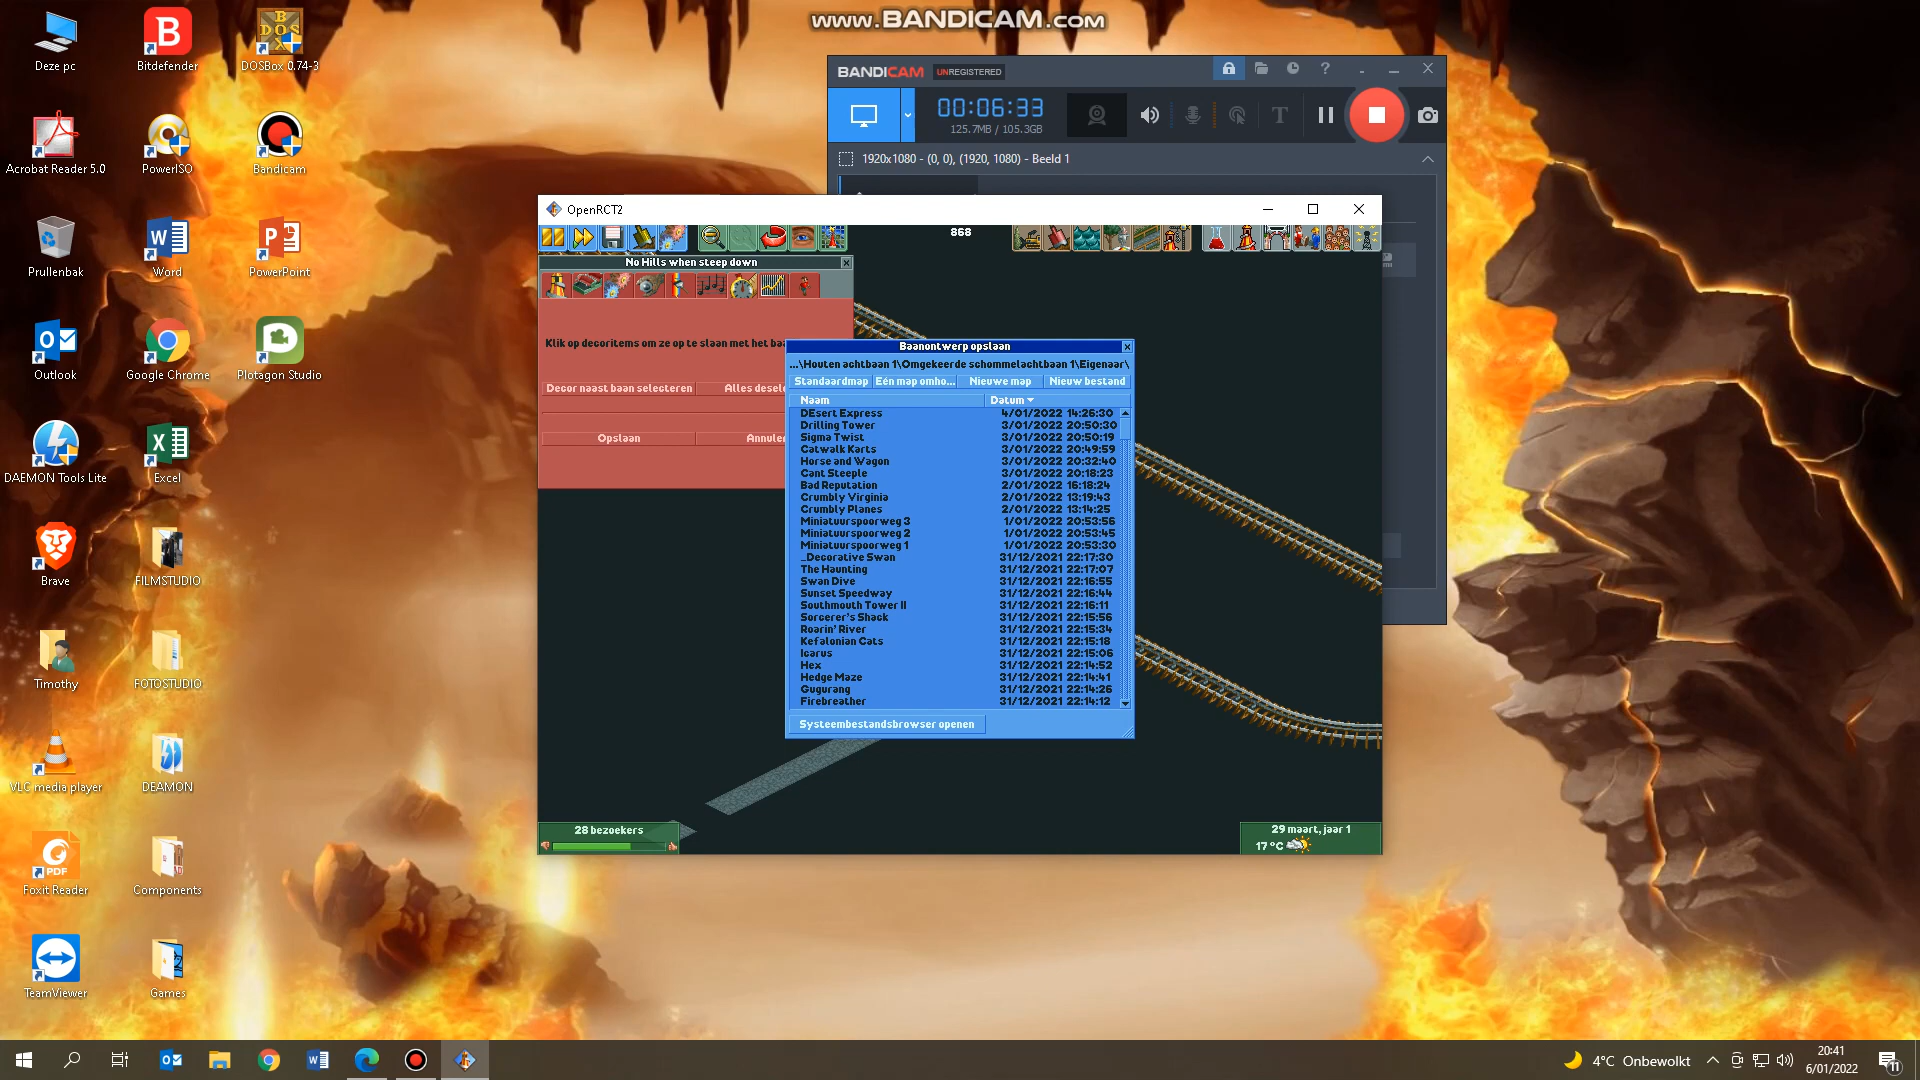 www.BANDICAM.com
Deze pc
Bitdefender
DOSBox 0.74-3
Acrobat Reader 5.0
PowerISO
Bandicam
Prullenbak
Word
PowerPoint
Outlook
Google Chrome
Plotagon Studio
DAEMON Tools Lite
Excel
Brave
FILMSTUDIO
Timothy
FOTOSTUDIO
VLC media player
DEAMON
Foxit Reader
Components
TeamViewer
Games
BANDICAM UNREGISTERED
00:06:33
125.7MB / 105.3GB
1920x1080 - (0, 0), (1920, 1080) - Beeld 1
OpenRCT2
868
No Hills when steep down
Klik op decoritems om ze op te slaan met het
Decor naast baan selecteren
Opslaan
Baanontwerp opslaan
...\Houten achtbaan 1\Omgekeerde schommelachtbaan 1\Eigenaar\
Standaardmap Eén map omho... Nieuwe map Nieuw bestand
Naam Datum
DEsert Express 4/01/2022 14:26:30
Drilling Tower 3/01/2022 20:50:30
Sigma Twist 3/01/2022 20:50:19
Catwalk Karts 3/01/2022 20:49:59
Horse and Wagon 3/01/2022 20:32:40
Cant Steeple 3/01/2022 20:18:23
Bad Reputation 2/01/2022 16:18:24
Crumbly Virginia 2/01/2022 13:19:43
Crumbly Planes 2/01/2022 13:14:25
Miniatuurspoorweg 3 1/01/2022 20:53:56
Miniatuurspoorweg 2 1/01/2022 20:53:45
Miniatuurspoorweg 1 1/01/2022 20:53:30
_Decorative Swan 31/12/2021 22:17:30
The Haunting 31/12/2021 22:17:07
Swan Dive 31/12/2021 22:16:55
Sunset Speedway 31/12/2021 22:16:44
Southmouth Tower II 31/12/2021 22:16:11
Sorcerer's Shack 31/12/2021 22:15:56
Roarin' River 31/12/2021 22:15:34
Kefalonian Cats 31/12/2021 22:15:18
Icarus 31/12/2021 22:15:06
Hex 31/12/2021 22:14:52
Hedge Maze 31/12/2021 22:14:41
Gugurang 31/12/2021 22:14:26
Firebreather 31/12/2021 22:14:12
Systeembestandsbrowser openen
28 bezoekers
29 maart, jaar 1
17°C
4°C Onbewolkt
20:41
6/01/2022
11